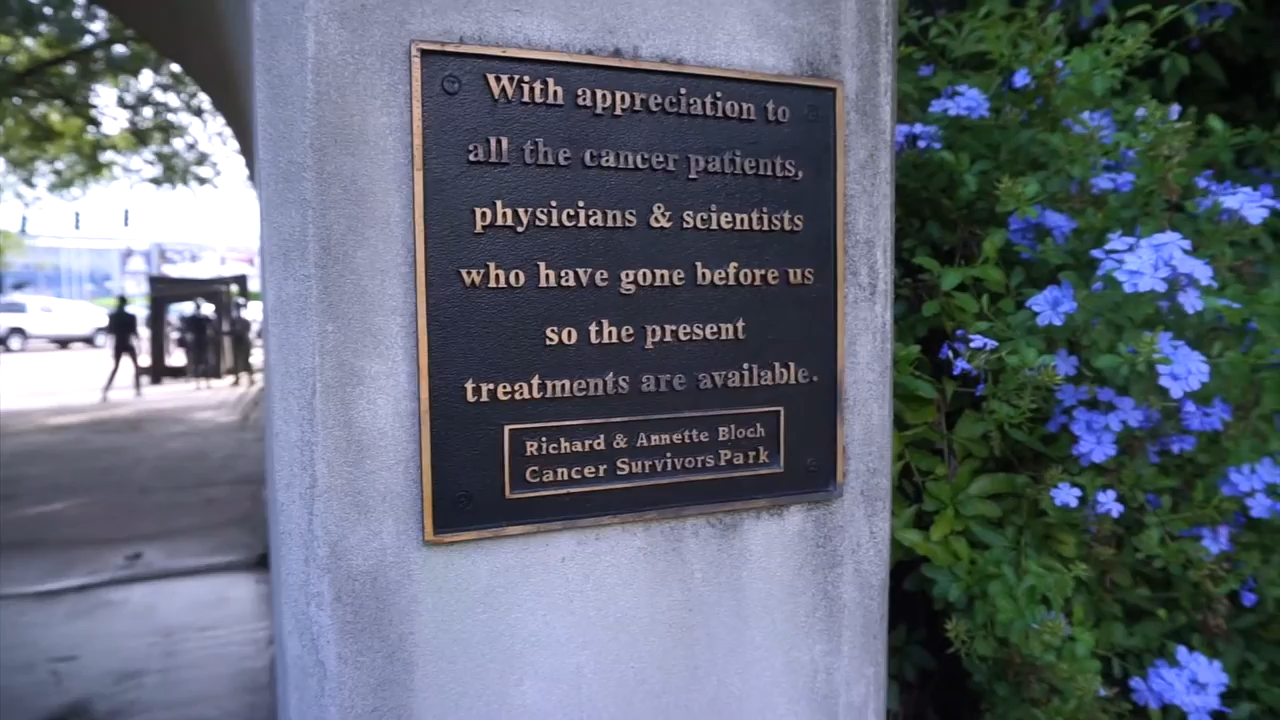 With appreciation to
all the cancer patients,
physicians & scientists
who have gone before us
so the present
treatments are available.
Richard & Annette Bloch
Cancer Survivors Park